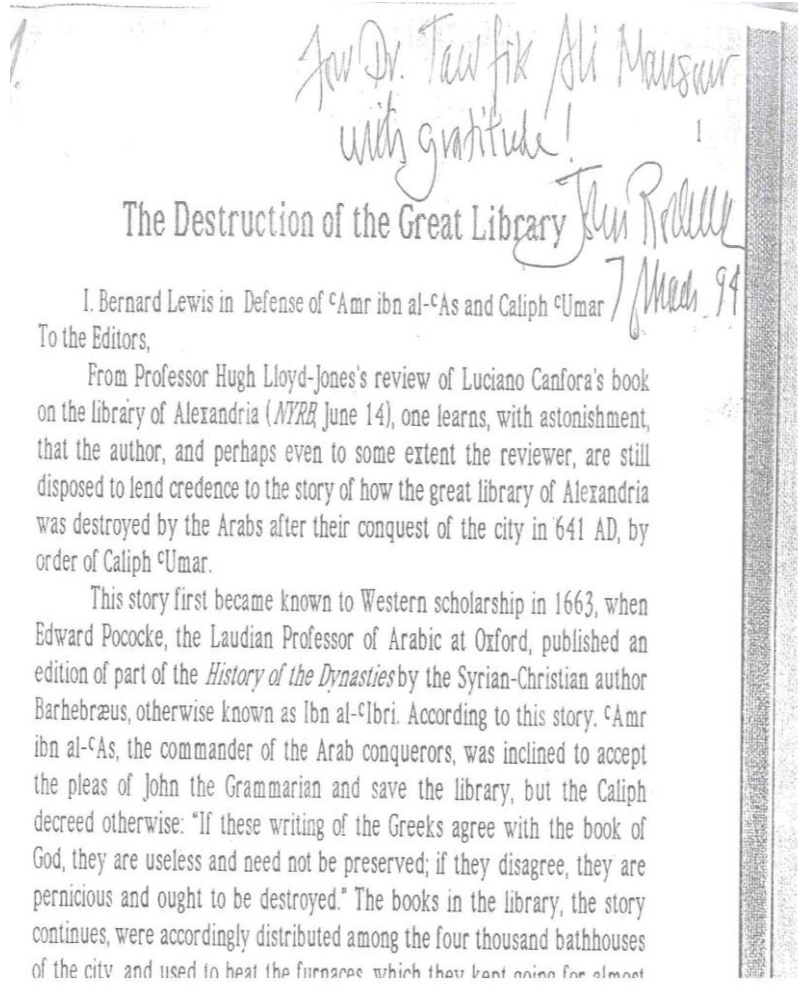 1.
For Dr. Tawfik Ali Mansour
with gratitude!
1
The Destruction of the Great Library
John
7 March 94
I. Bernard Lewis in Defense of ᶜAmr ibn al-ᶜAs and Caliph ᶜUmar
To the Editors,
From Professor Hugh Lloyd-Jones's review of Luciano Canfora's book
on the library of Alexandria (NYRB, June 14), one learns, with astonishment,
that the author, and perhaps even to some extent the reviewer, are still
disposed to lend credence to the story of how the great library of Alexandria
was destroyed by the Arabs after their conquest of the city in 641 AD, by
order of Caliph ᶜUmar.
This story first became known to Western scholarship in 1663, when
Edward Pococke, the Laudian Professor of Arabic at Oxford, published an
edition of part of the History of the Dynasties by the Syrian-Christian author
Barhebræus, otherwise known as Ibn al-ᶜIbri. According to this story. ᶜAmr
ibn al-ᶜAs, the commander of the Arab conquerors, was inclined to accept
the pleas of John the Grammarian and save the library, but the Caliph
decreed otherwise: "If these writing of the Greeks agree with the book of
God, they are useless and need not be preserved; if they disagree, they are
pernicious and ought to be destroyed." The books in the library, the story
continues, were accordingly distributed among the four thousand bathhouses
of the city, and used to heat the furnaces, which they kept going for almost